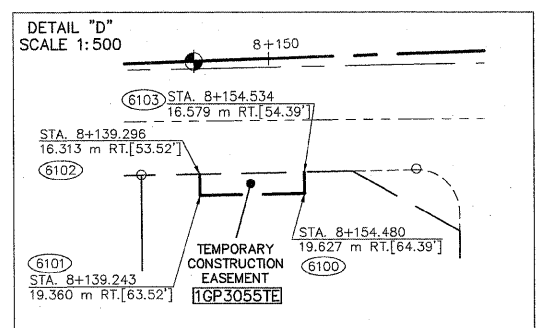 DETAIL "D"
SCALE 1:500
8+150
6103
STA. 8+154.534
16.579 m RT.[54.39']
STA. 8+139.296
16.313 m RT.[53.52']
6102
STA. 8+154.480
19.627 m RT.[64.39']
6100
TEMPORARY
CONSTRUCTION
EASEMENT
1GP3055TE
6101
STA. 8+139.243
19.360 m RT.[63.52']